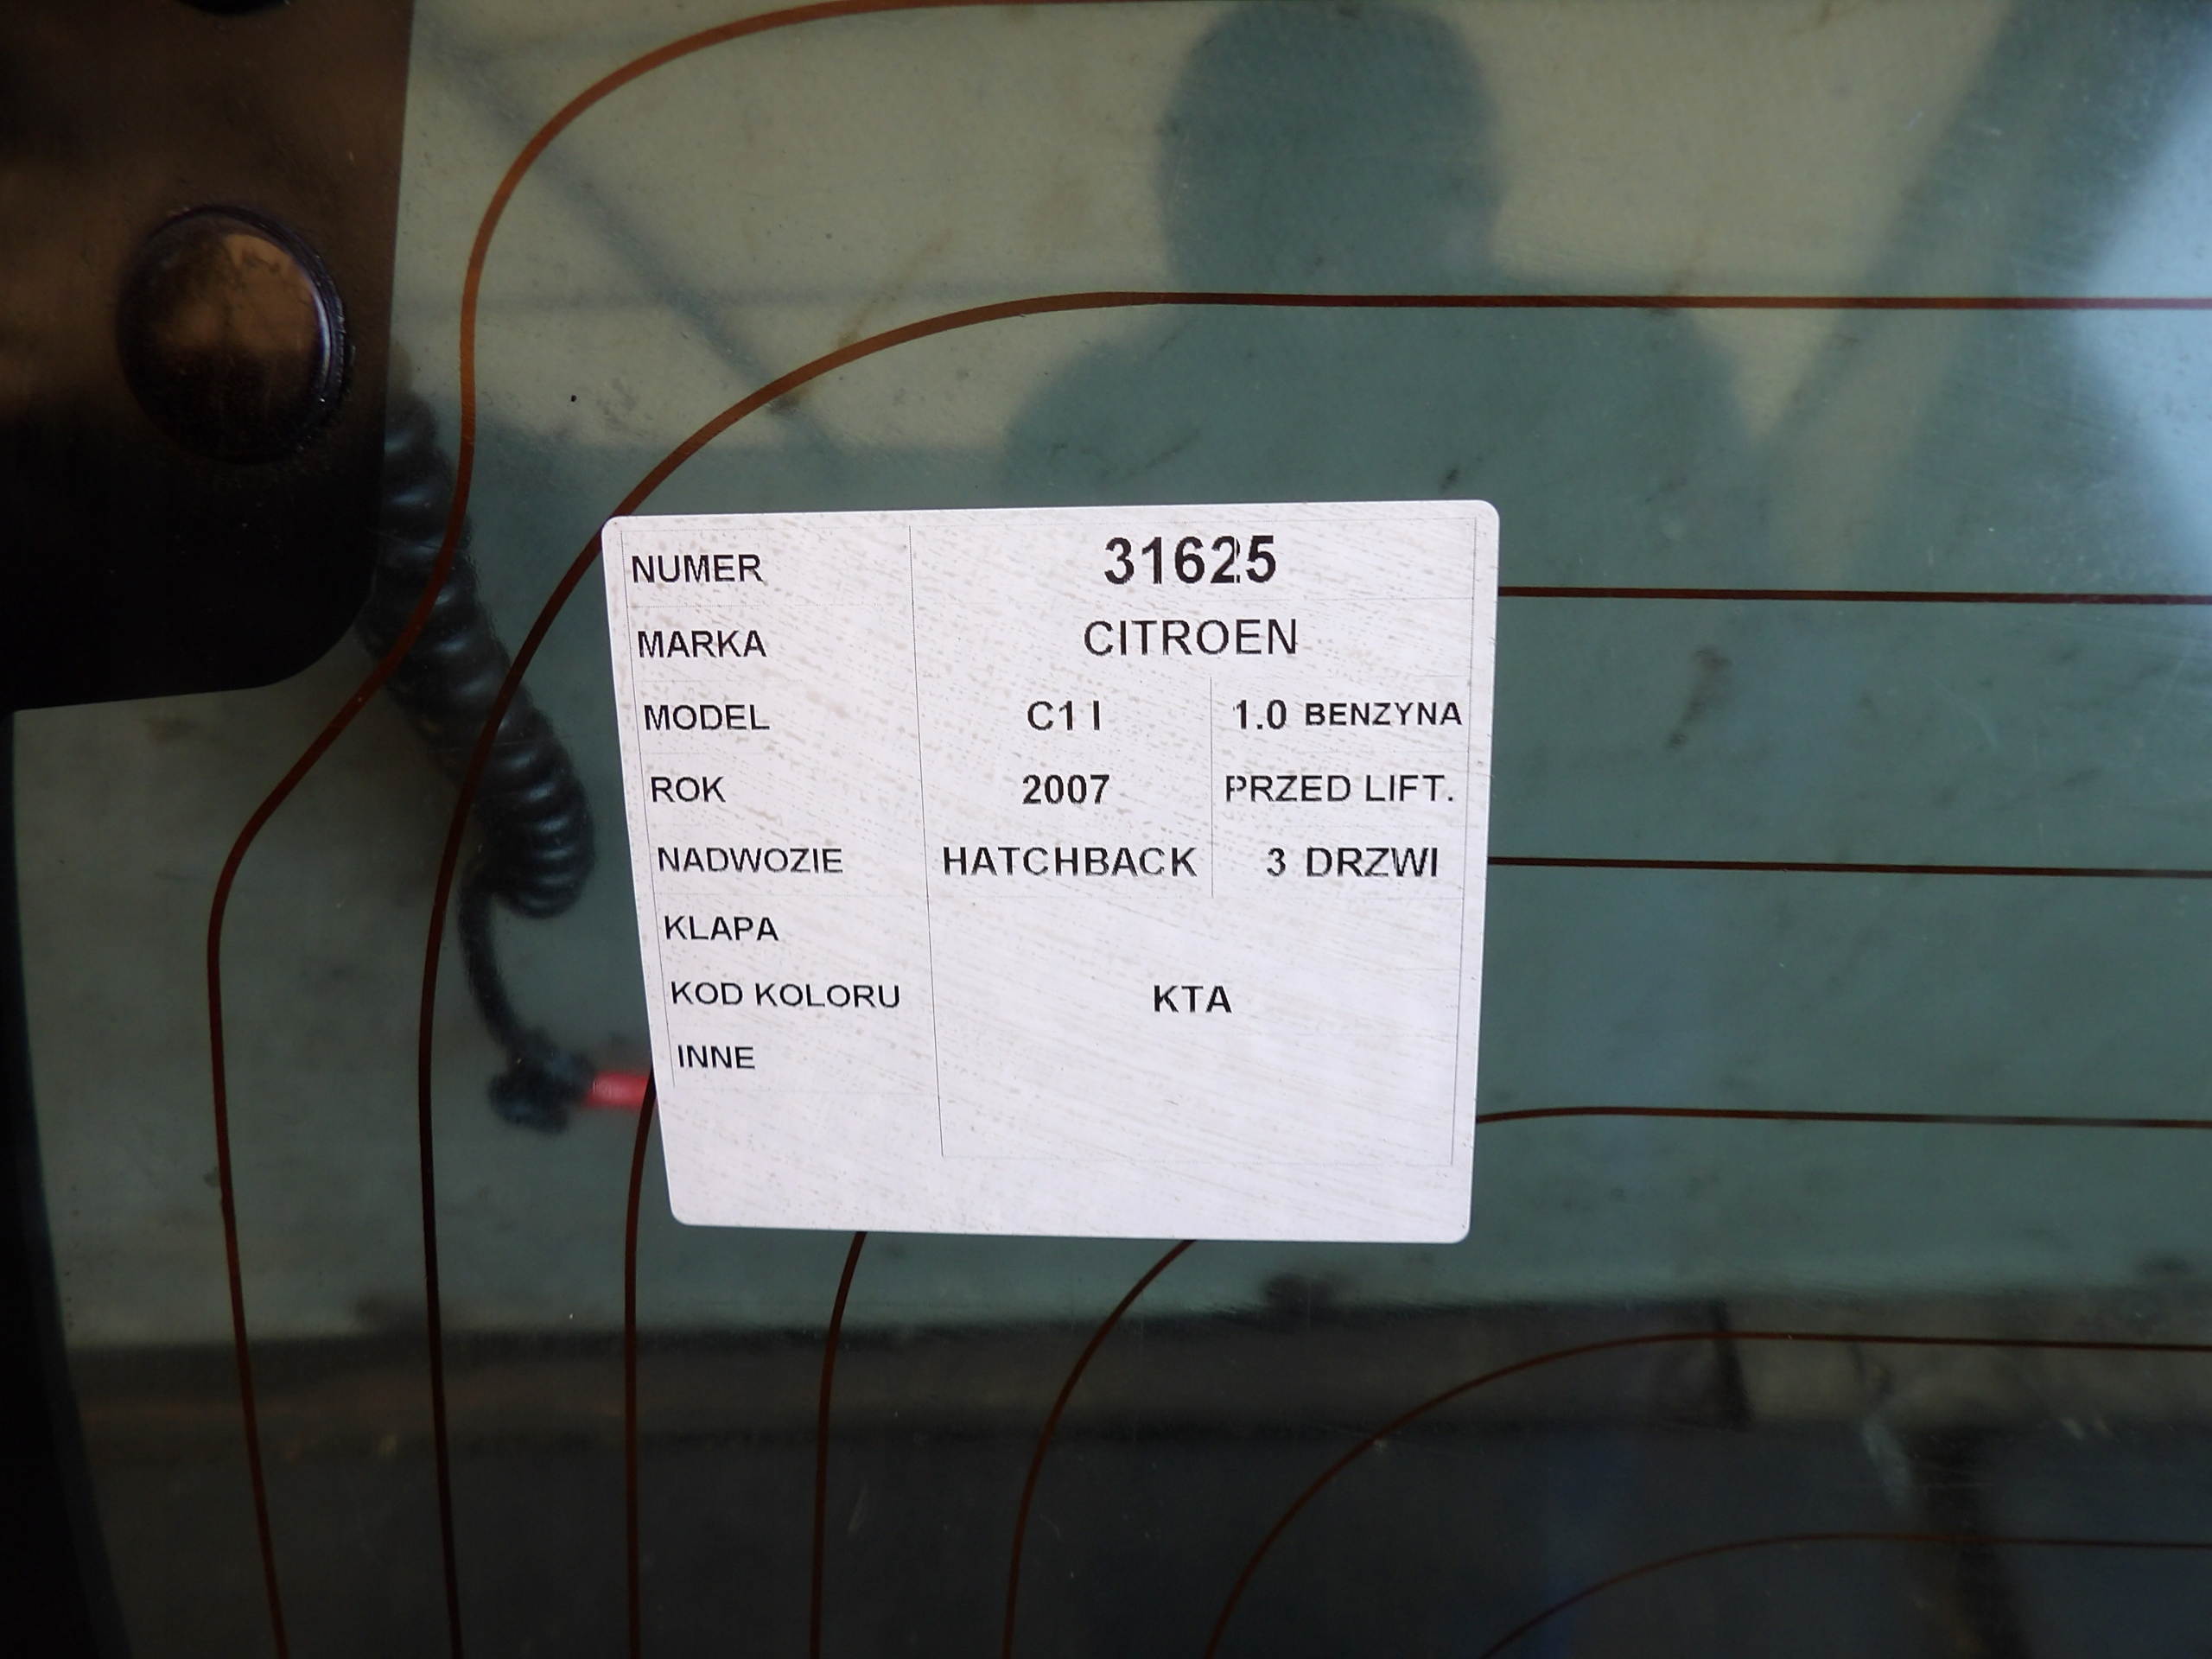 NUMER 31625
MARKA CITROEN
MODEL C1 I 1.0 BENZYNA
ROK 2007 PRZED LIFT.
NADWOZIE HATCHBACK 3 DRZWI
KLAPA
KOD KOLORU KTA
INNE